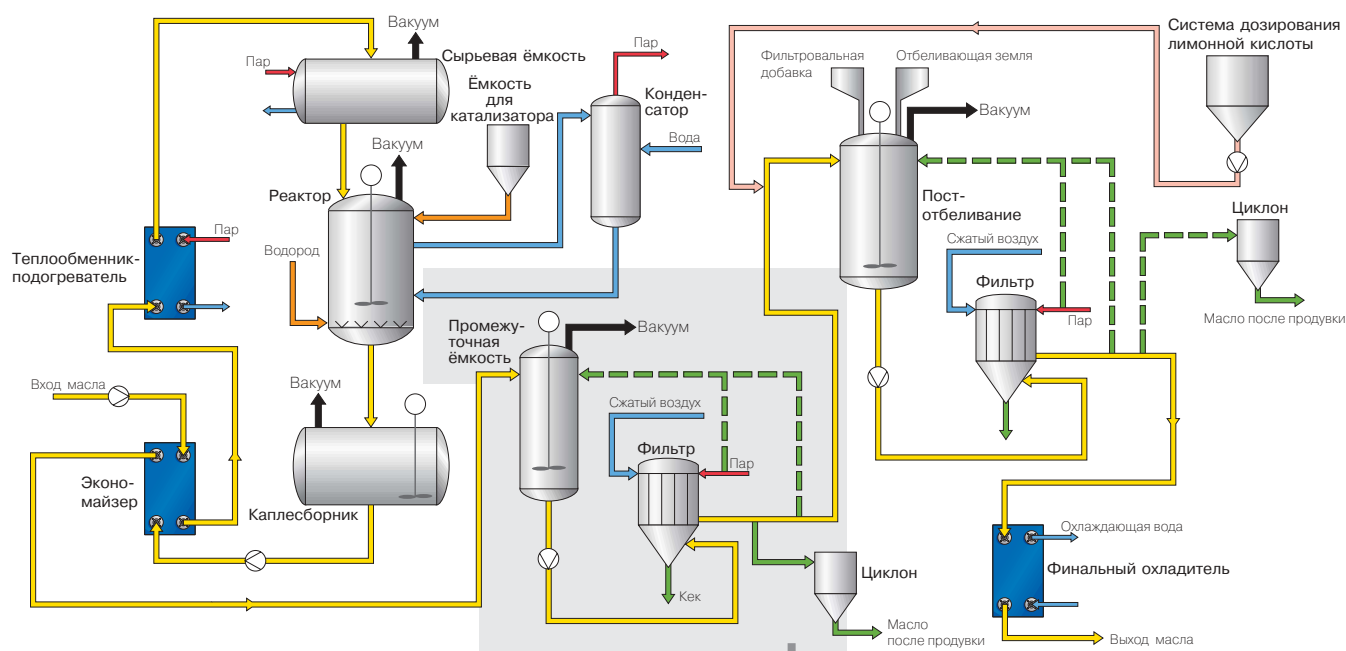 Вакуум
Пар
Сырьевая ёмкость
Ёмкость
для
катализатора
Пар
Конден-
сатор
Вода
Вакуум
Реактор
Водород
Теплообменник-
подогреватель
Пар
Вход масла
Вакуум
Эконо-
майзер
Каплесборник
Промежу-
точная
ёмкость
Вакуум
Сжатый воздух
Фильтр
Пар
Кек
Циклон
Масло
после продувки
Фильтровальная
добавка
Отбеливающая земля
Вакуум
Система дозирования
лимонной кислоты
Пост-
отбеливание
Сжатый воздух
Фильтр
Пар
Циклон
Масло после продувки
Охлаждающая вода
Финальный охладитель
Выход масла